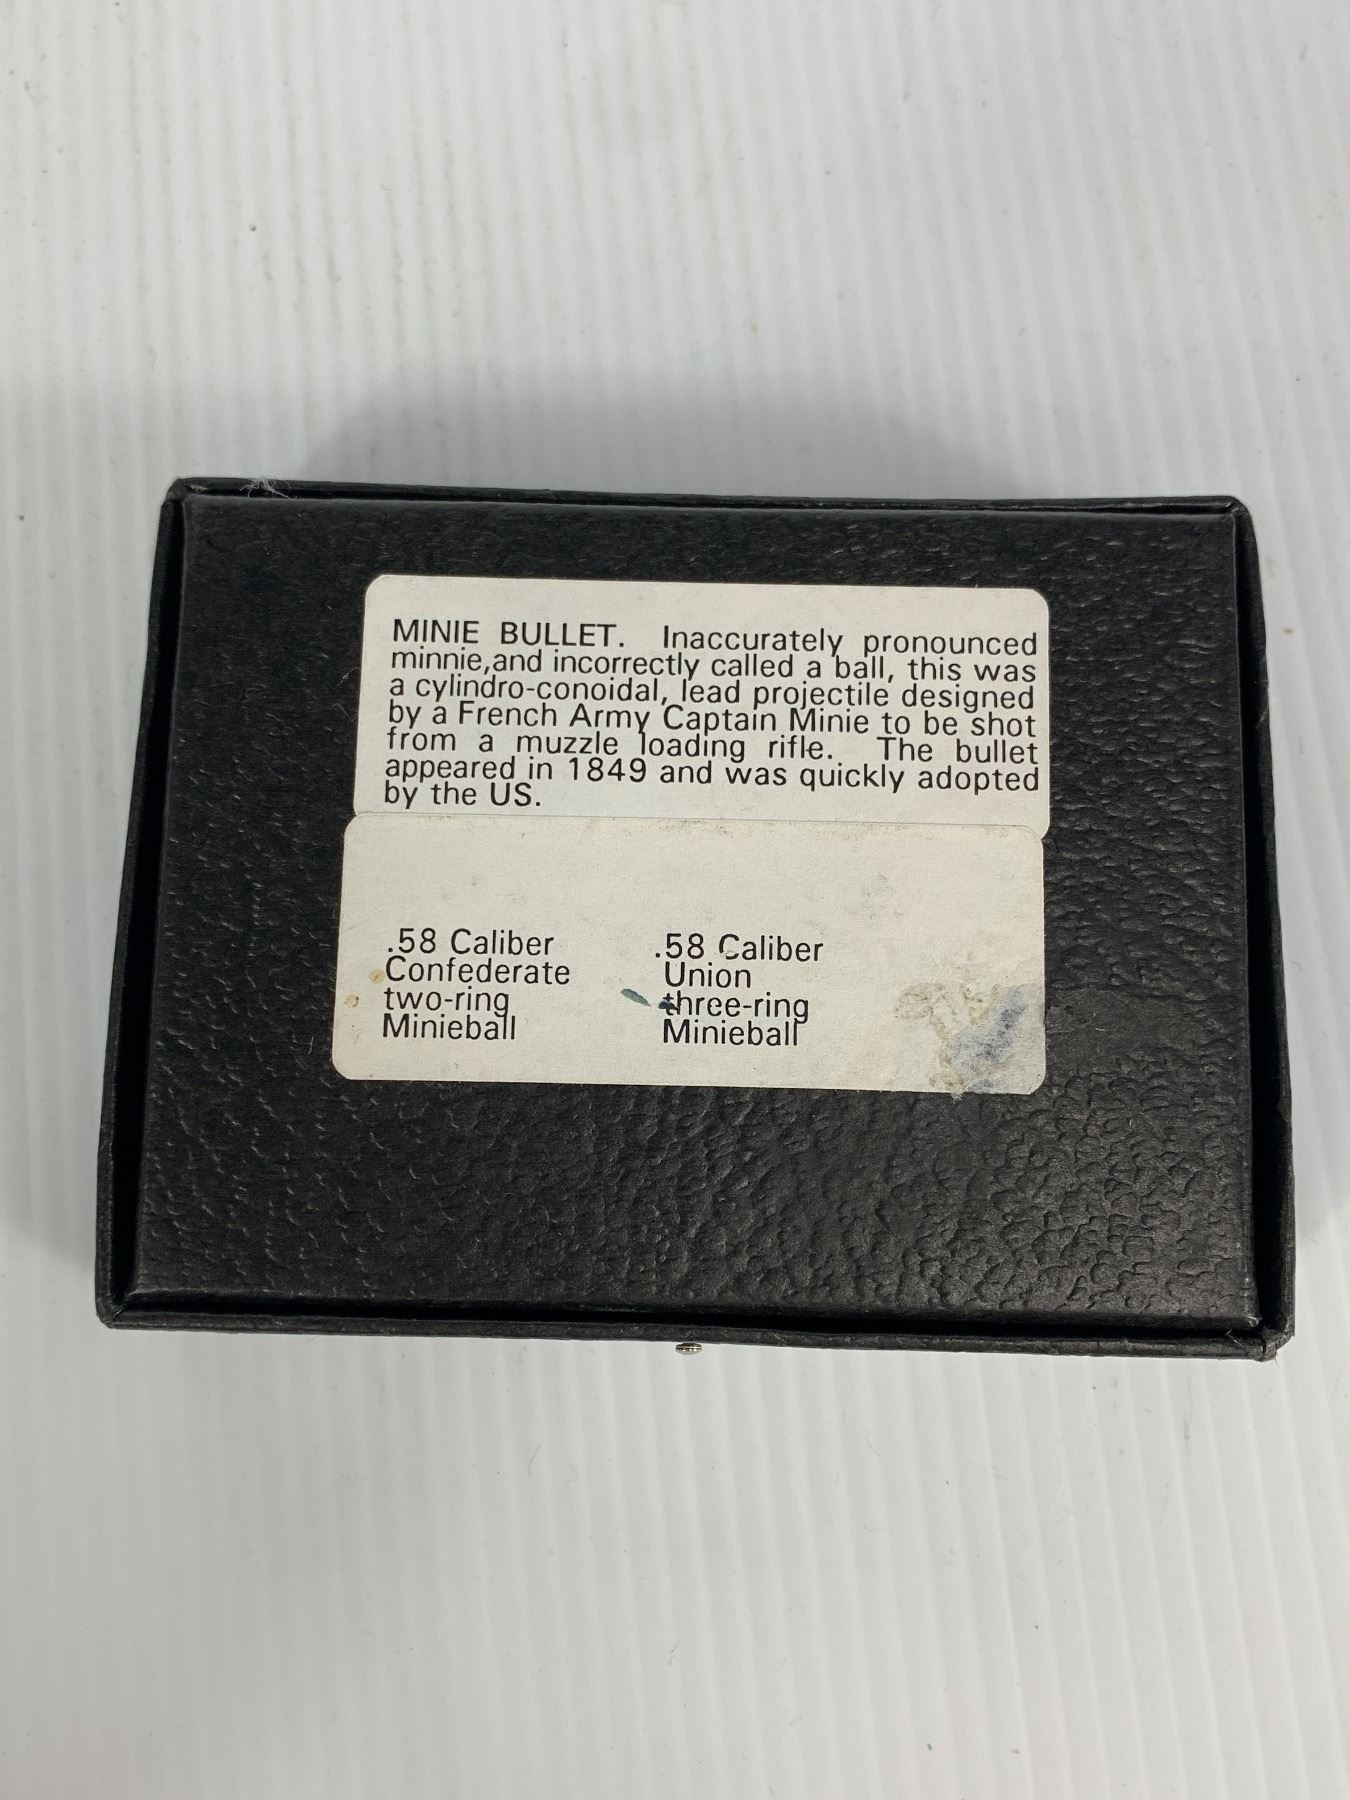 MINIE BULLET. Inaccurately pronounced
minnie,and incorrectly called a ball, this was
a cylindro-conoidal, lead projectile designed
by a French Army Captain Minie to be shot
from a muzzle loading rifle. The bullet
appeared in 1849 and was quickly adopted
by the US.
.58 Caliber
Confederate
two-ring
Minieball
.58 Caliber
Union
three-ring
Minieball